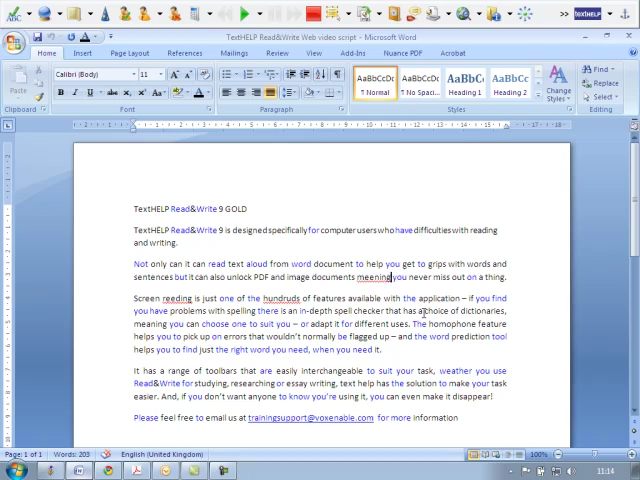 TextHELP Read&Write Web video script - Microsoft Word
Home Insert Page Layout References Mailings Review View Add-Ins Nuance PDF Acrobat
Calibri (Body) 11
Paste
AaBbCcDc AaBbCcDc AaBbC AaBbCc
¶ Normal ¶ No Spaci... Heading 1 Heading 2
Change Styles
Find
Replace
Select
Clipboard Font Paragraph Styles Editing
TextHELP Read&Write 9 GOLD
TextHELP Read&Write 9 is designed specifically for computer users who have difficulties with reading
and writing.
Not only can it can read text aloud from word document to help you get to grips with words and
sentences but it can also unlock PDF and image documents meening you never miss out on a thing.
Screen reeding is just one of the hundruds of features available with the application – if you find
you have problems with spelling there is an in-depth spell checker that has a choice of dictionaries,
meaning you can choose one to suit you – or adapt it for different uses. The homophone feature
helps you to pick up on errors that wouldn't normally be flagged up – and the word prediction tool
helps you to find just the right word you need, when you need it.
It has a range of toolbars that are easily interchangeable to suit your task, weather you use
Read&Write for studying, researching or essay writing, text help has the solution to make your task
easier. And, if you don't want anyone to know you're using it, you can even make it disappear!
Please feel free to email us at trainingsupport@voxenable.com for more information
Page: 1 of 1 Words: 203 English (United Kingdom) 100%
11:14